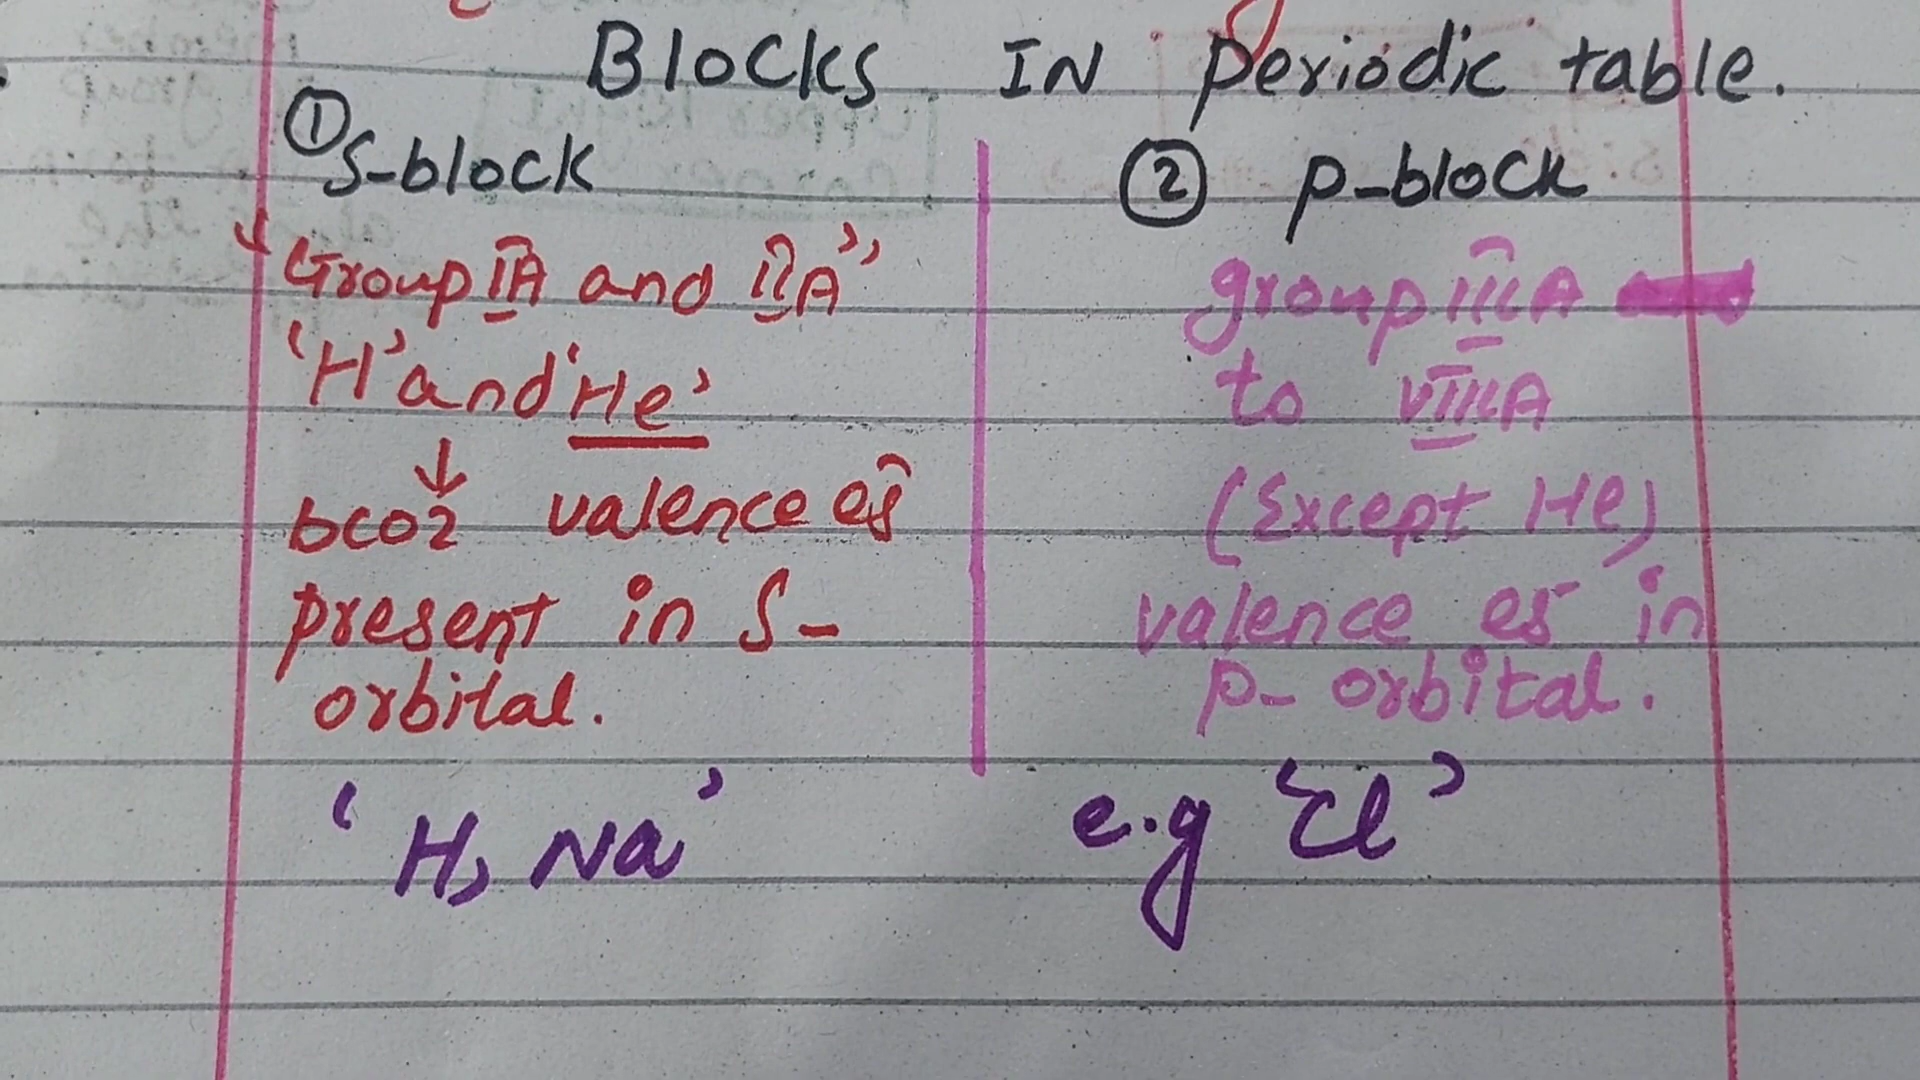 Blocks IN periodic table.
① S-block
Group IA and IIA”
‘H’ and ‘He’
↓
bcoz valence es
present in S-
orbital.
‘H, Na’
② p-block
group IIIA
to VIIIA
(Except He)
valence es in
p- orbital.
e.g ‘Cl’